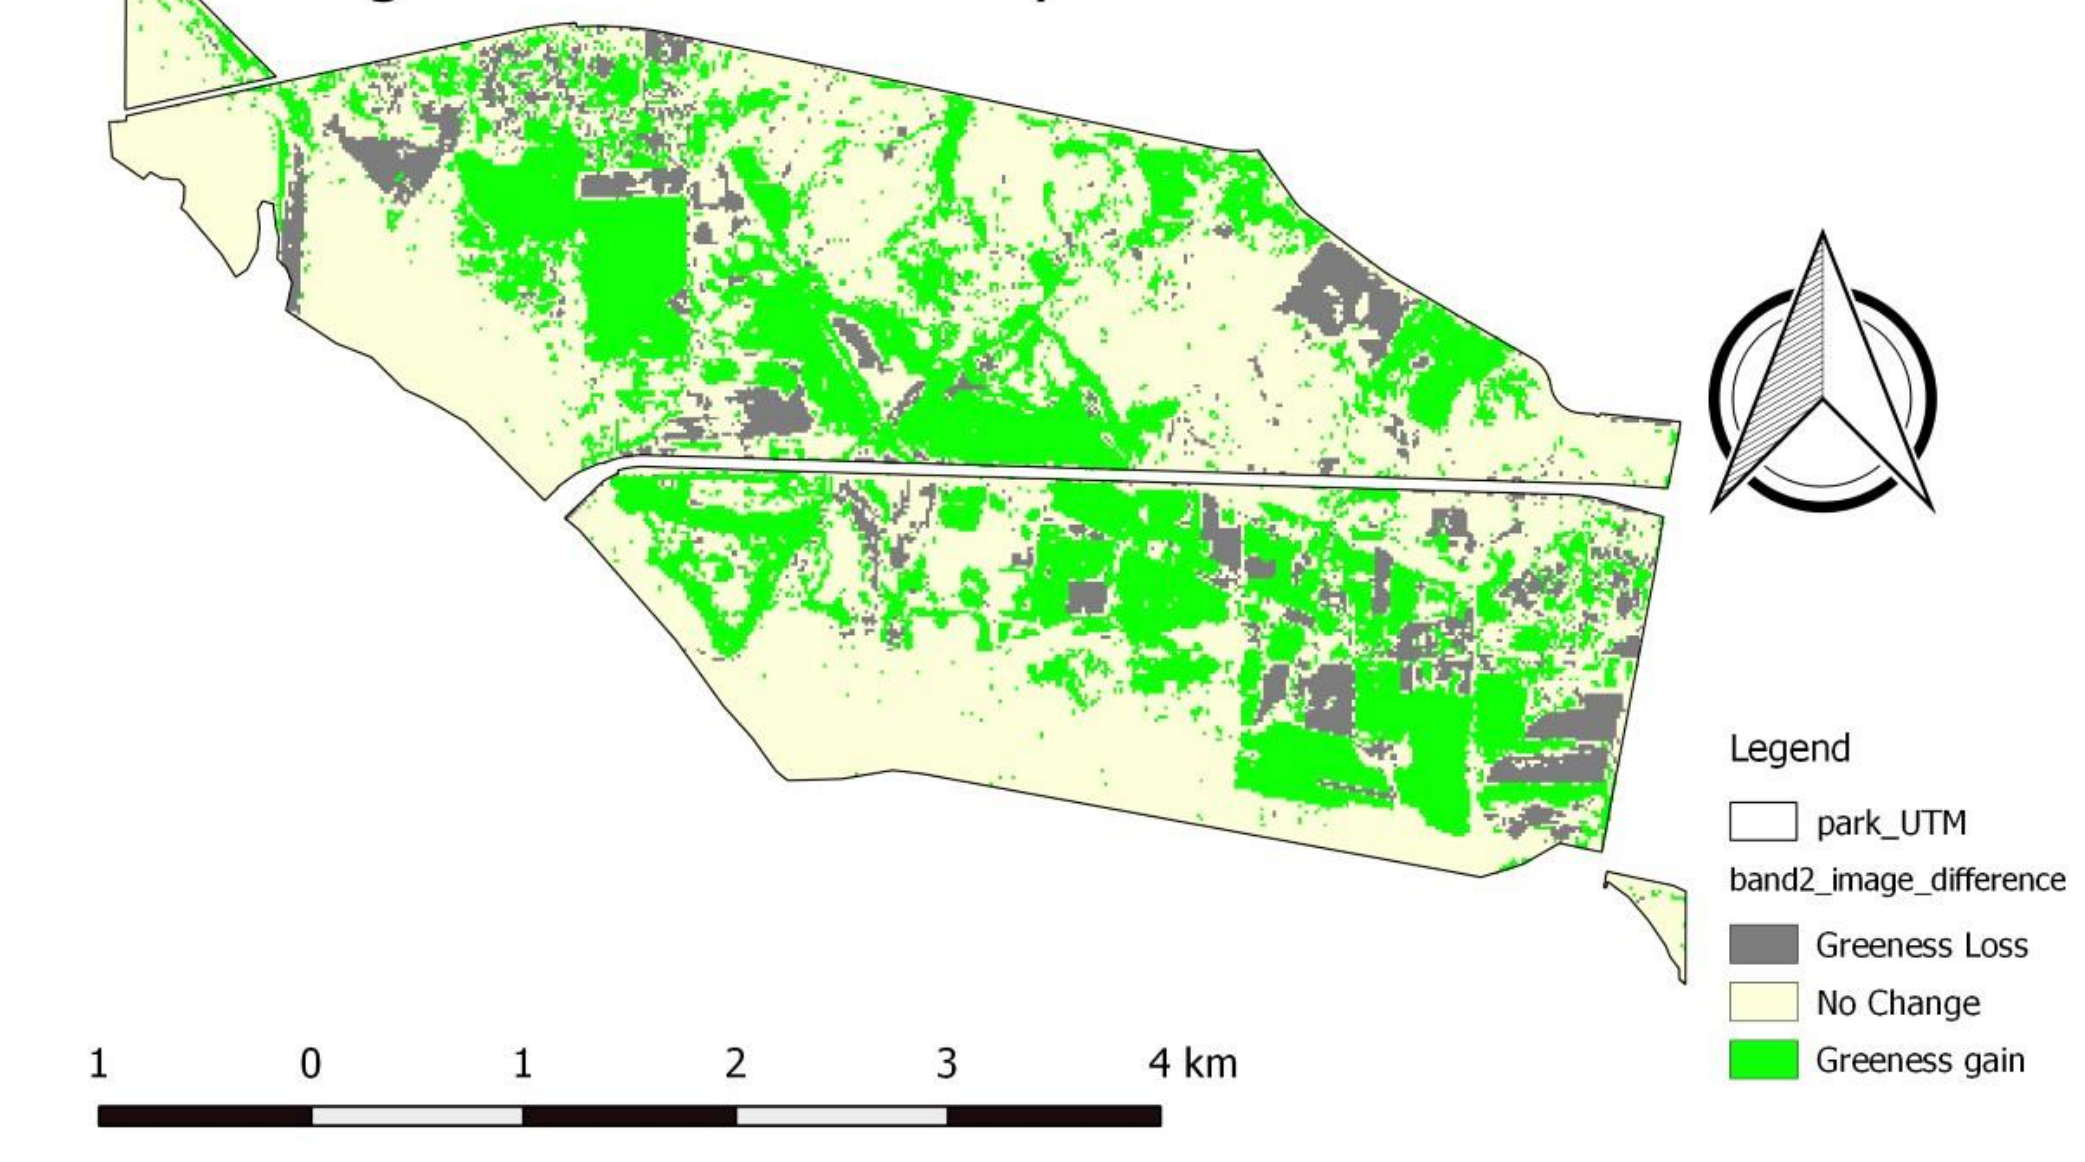 Legend
park_UTM
band2_image_difference
Greeness Loss
No Change
Greeness gain
1 0 1 2 3 4 km